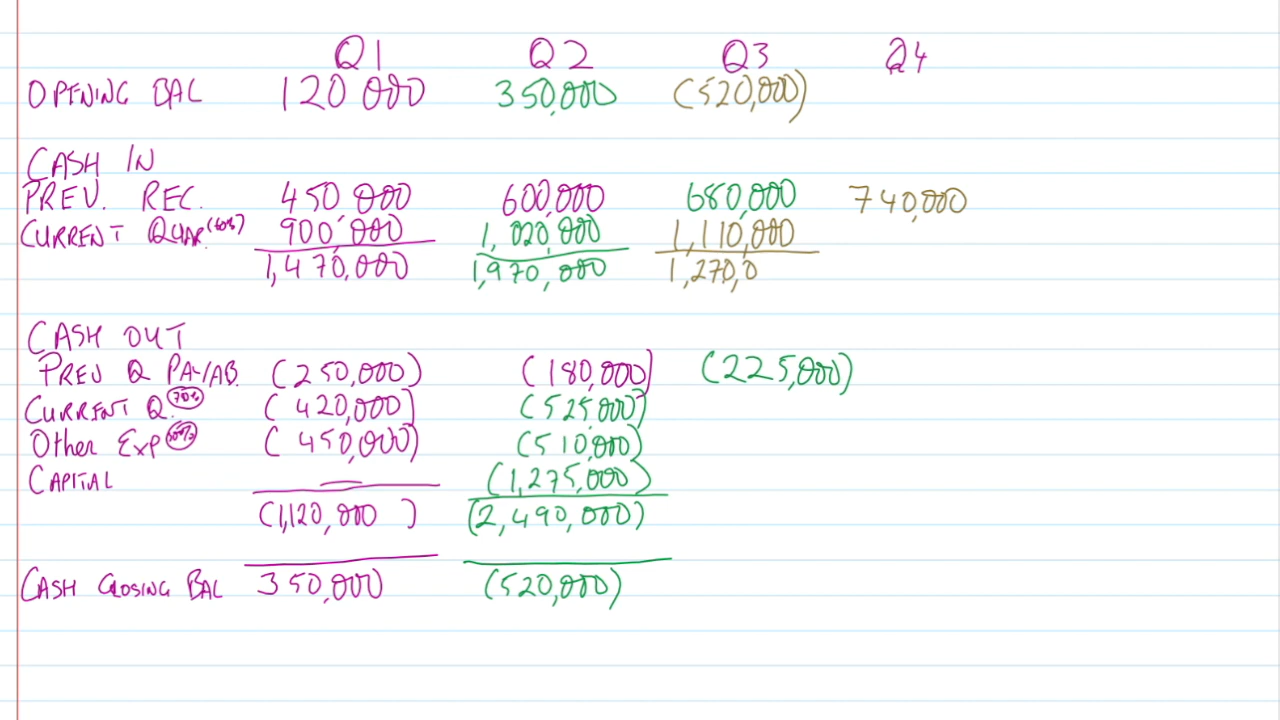 Q1 Q2 Q3 Q4
OPENING BAL 120 000 350,000 (520,000)
CASH IN
PREV. REC. 450 000 600,000 680,000 740,000
CURRENT QUAR (60%) 900,000 1,020,000 1,110,000
1,470,000 1,970,000 1,270,0
CASH OUT
PREV Q PAYAB. (250,000) (180,000) (225,000)
CURRENT Q. 70% (420,000) (525,000)
Other Exp 100% (450,000) (510,000)
CAPITAL — (1,275,000)
(1,120,000) (2,490,000)
CASH CLOSING BAL 350,000 (520,000)